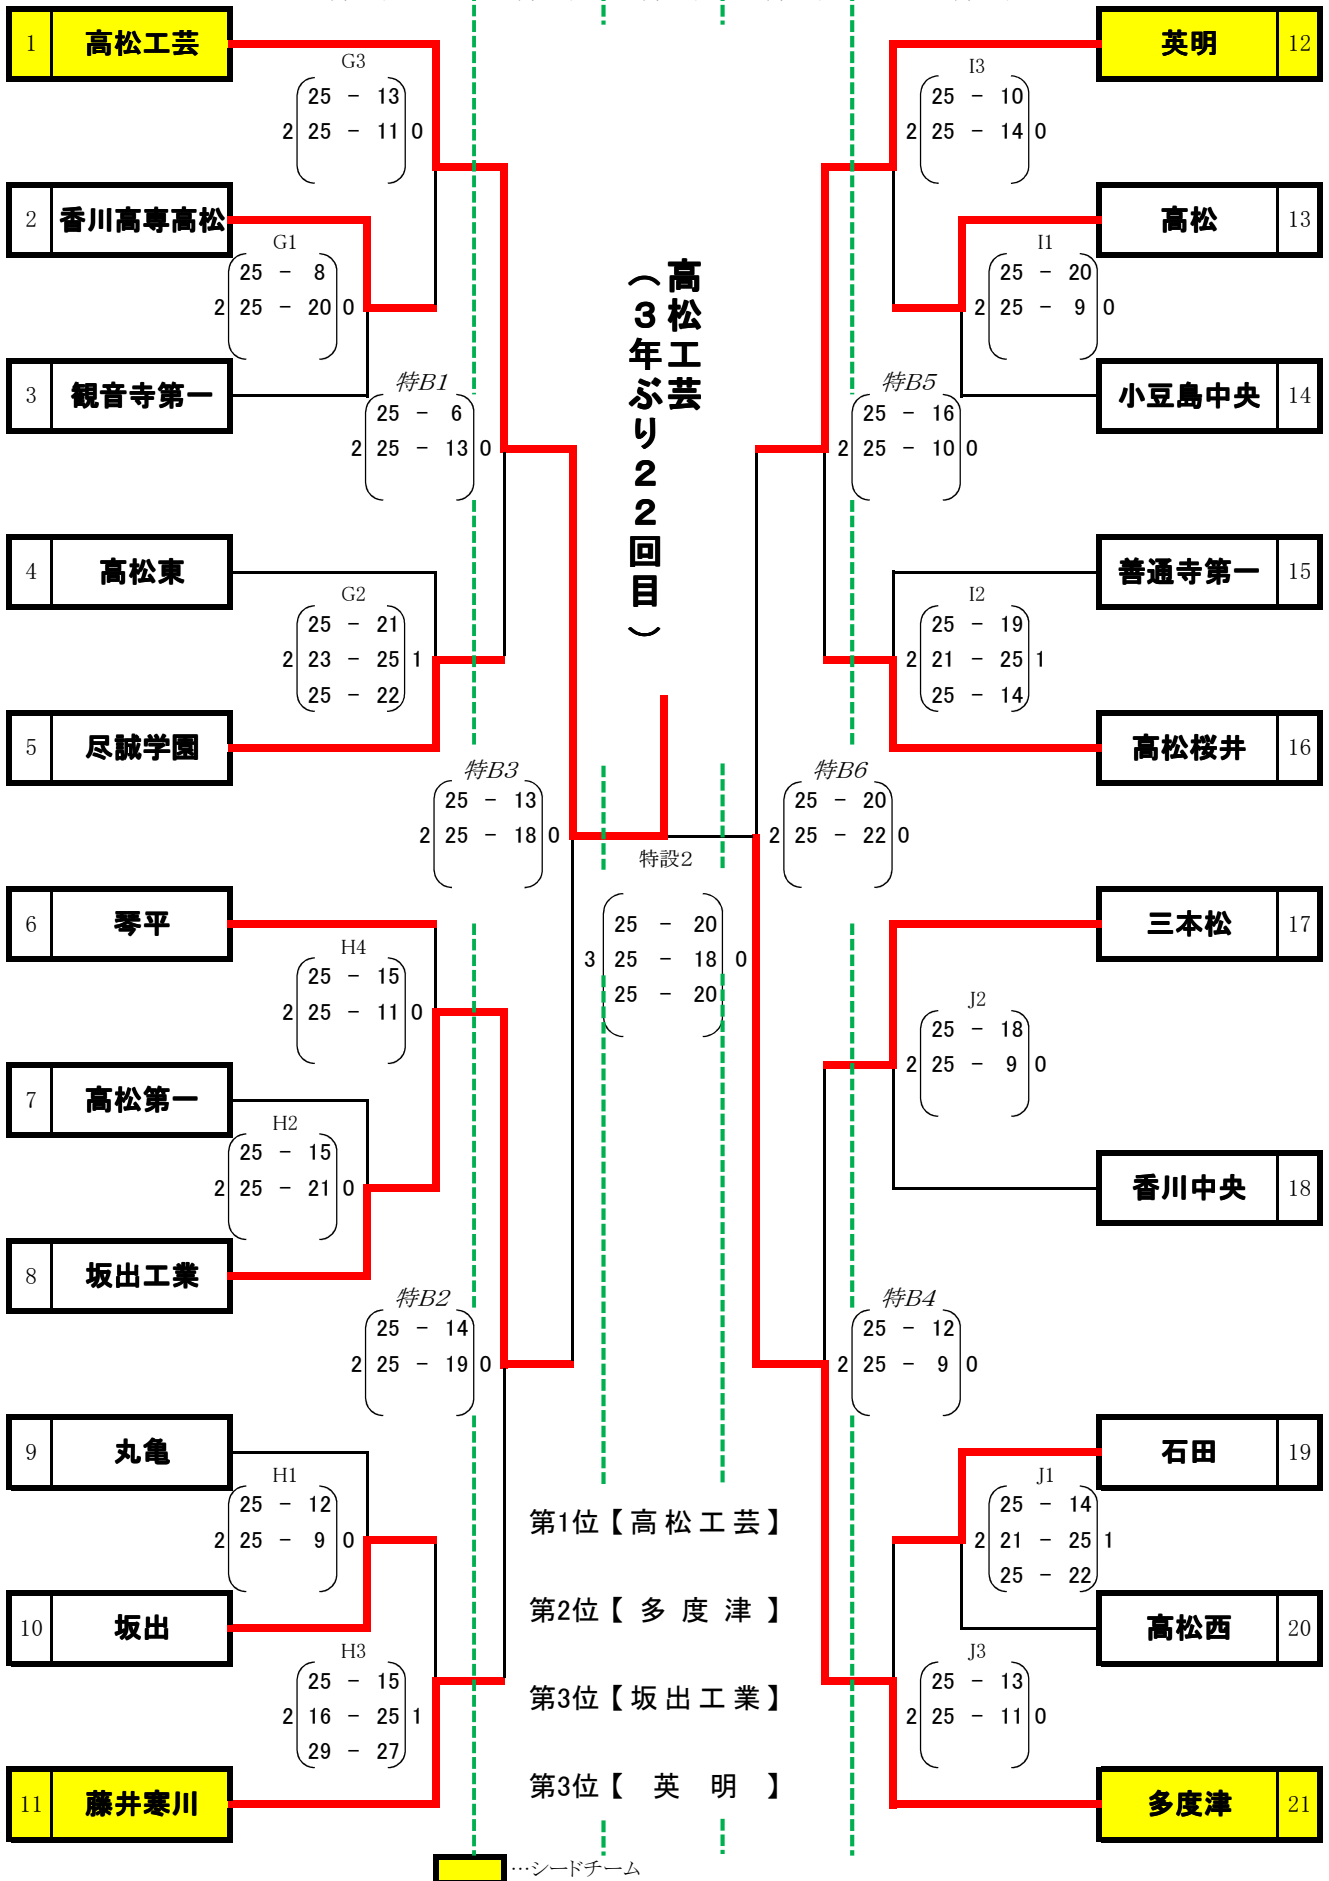 1 高松工芸
G3
25 - 13
2 25 - 11 0
2 香川高専高松
G1
25 - 8
2 25 - 20 0
3 観音寺第一
特B1
25 - 6
2 25 - 13 0
4 高松東
G2
25 - 21
2 23 - 25 1
25 - 22
5 尽誠学園
特B3
25 - 13
2 25 - 18 0
6 琴平
H4
25 - 15
2 25 - 11 0
7 高松第一
H2
25 - 15
2 25 - 21 0
8 坂出工業
特B2
25 - 14
2 25 - 19 0
9 丸亀
H1
25 - 12
2 25 - 9 0
10 坂出
H3
25 - 15
2 16 - 25 1
29 - 27
11 藤井寒川
高松工芸
（３年ぶり２２回目）
特設2
25 - 20
3 25 - 18 0
25 - 20
第1位【高松工芸】
第2位【 多 度 津 】
第3位【坂出工業】
第3位【 英 明 】
…シードチーム
英明 12
I3
25 - 10
2 25 - 14 0
高松 13
I1
25 - 20
2 25 - 9 0
小豆島中央 14
特B5
25 - 16
2 25 - 10 0
善通寺第一 15
I2
25 - 19
2 21 - 25 1
25 - 14
高松桜井 16
特B6
25 - 20
2 25 - 22 0
三本松 17
J2
25 - 18
2 25 - 9 0
香川中央 18
特B4
25 - 12
2 25 - 9 0
石田 19
J1
25 - 14
2 21 - 25 1
25 - 22
高松西 20
J3
25 - 13
2 25 - 11 0
多度津 21